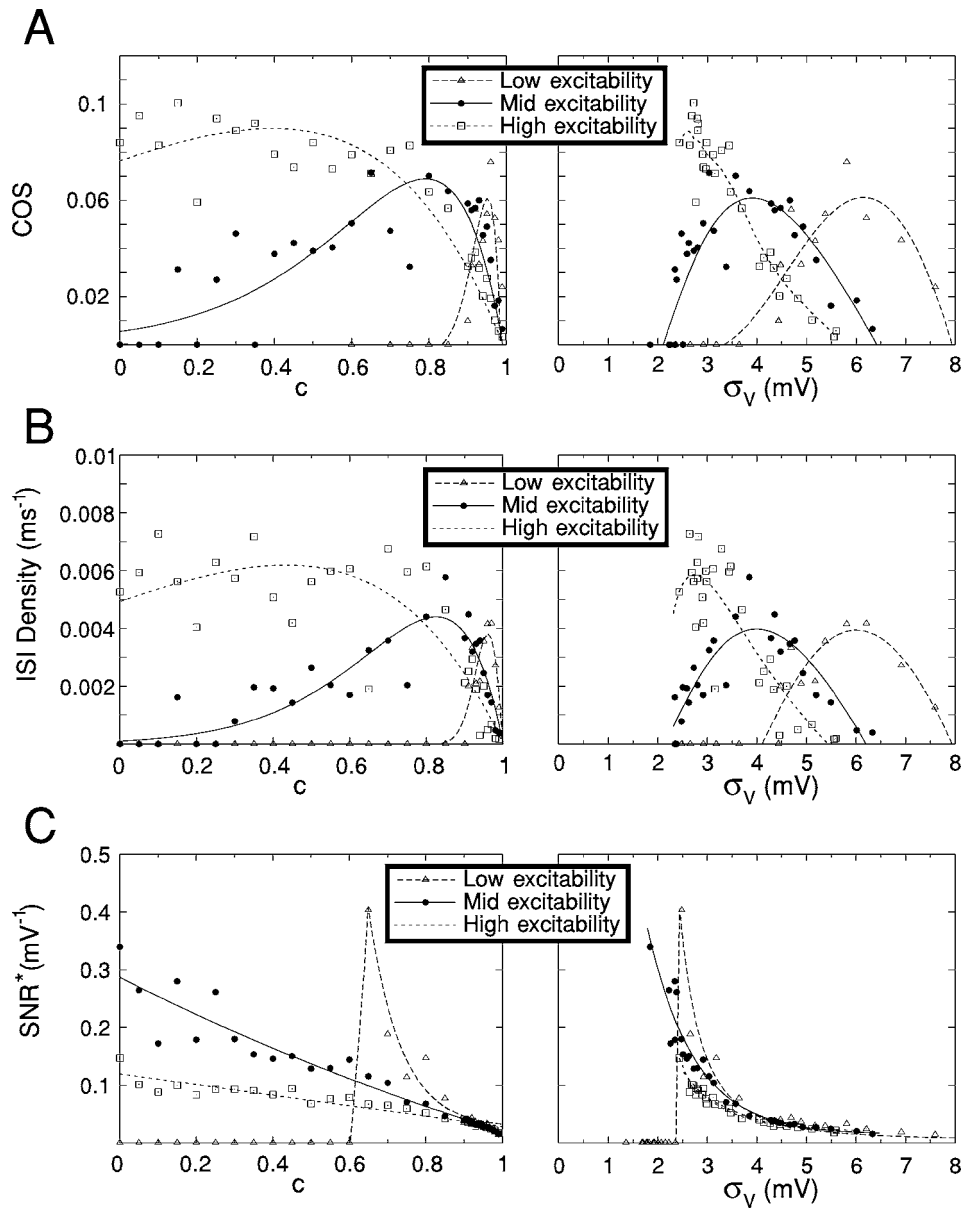 A
COS
0.1
0.06
0.02
Low excitability
Mid excitability
High excitability
0 0.2 0.4 0.6 0.8 1
c
0 1 2 3 4 5 6 7 8
σV (mV)
B
ISI Density (ms-1)
0.01
0.008
0.006
0.004
0.002
Low excitability
Mid excitability
High excitability
0 0.2 0.4 0.6 0.8 1
c
0 1 2 3 4 5 6 7 8
σV (mV)
C
SNR*(mV-1)
0.5
0.4
0.3
0.2
0.1
Low excitability
Mid excitability
High excitability
0 0.2 0.4 0.6 0.8 1
c
0 1 2 3 4 5 6 7 8
σV (mV)